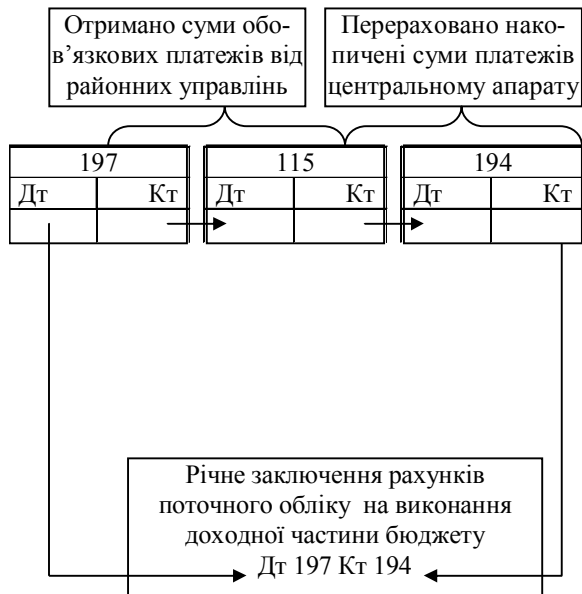 Отримано суми обо-
в’язкових платежів від
районних управлінь
Перераховано нако-
пичені суми платежів
центральному апарату
197
Дт Кт
115
Дт Кт
194
Дт Кт
Річне заключення рахунків
поточного обліку на виконання
доходної частини бюджету
Дт 197 Кт 194